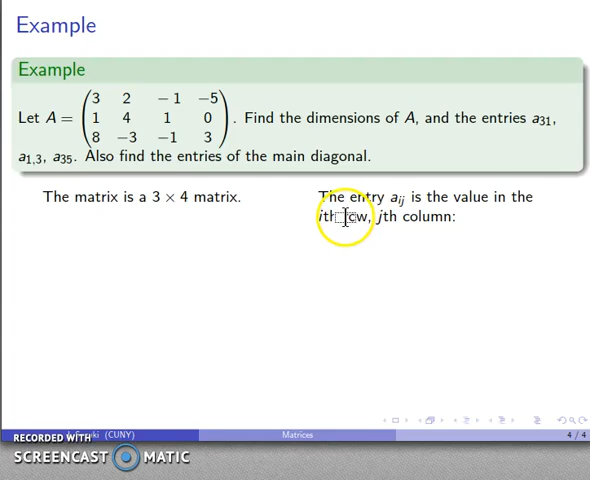 Example
Example
3 2 −1 −5
Let A = 1 4 1 0 . Find the dimensions of A, and the entries a31,
8 −3 −1 3
a1,3, a35. Also find the entries of the main diagonal.
The matrix is a 3 × 4 matrix.
The entry aij is the value in the
ith row, jth column:
(CUNY) Matrices 4 / 4
RECORDED WITH
SCREENCAST MATIC